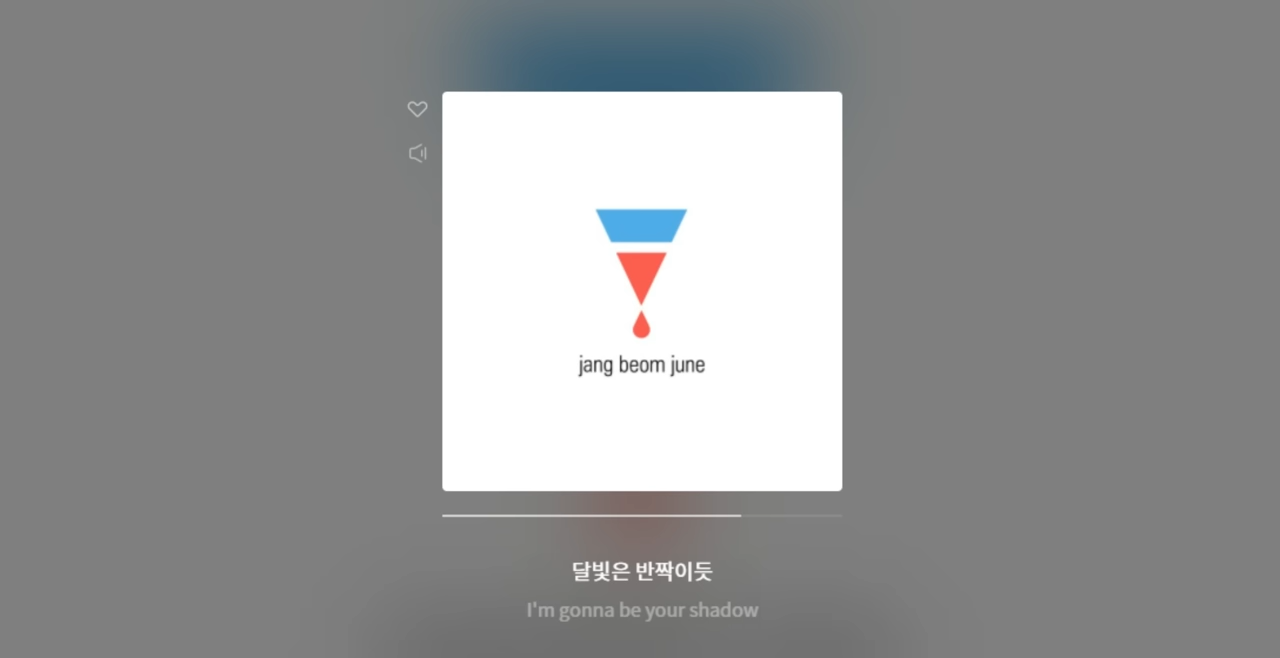 jang beom june
달빛은 반짝이듯
I'm gonna be your shadow